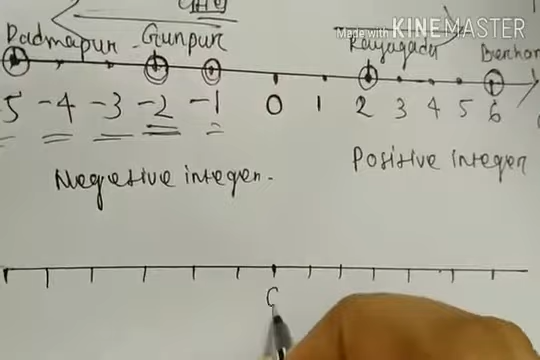 Made with KINEMASTER
Padmapur Gunpur Rayagada
-5 -4 -3 -2 -1 0 1 2 3 4 5 6
Negative integer. Positive integer